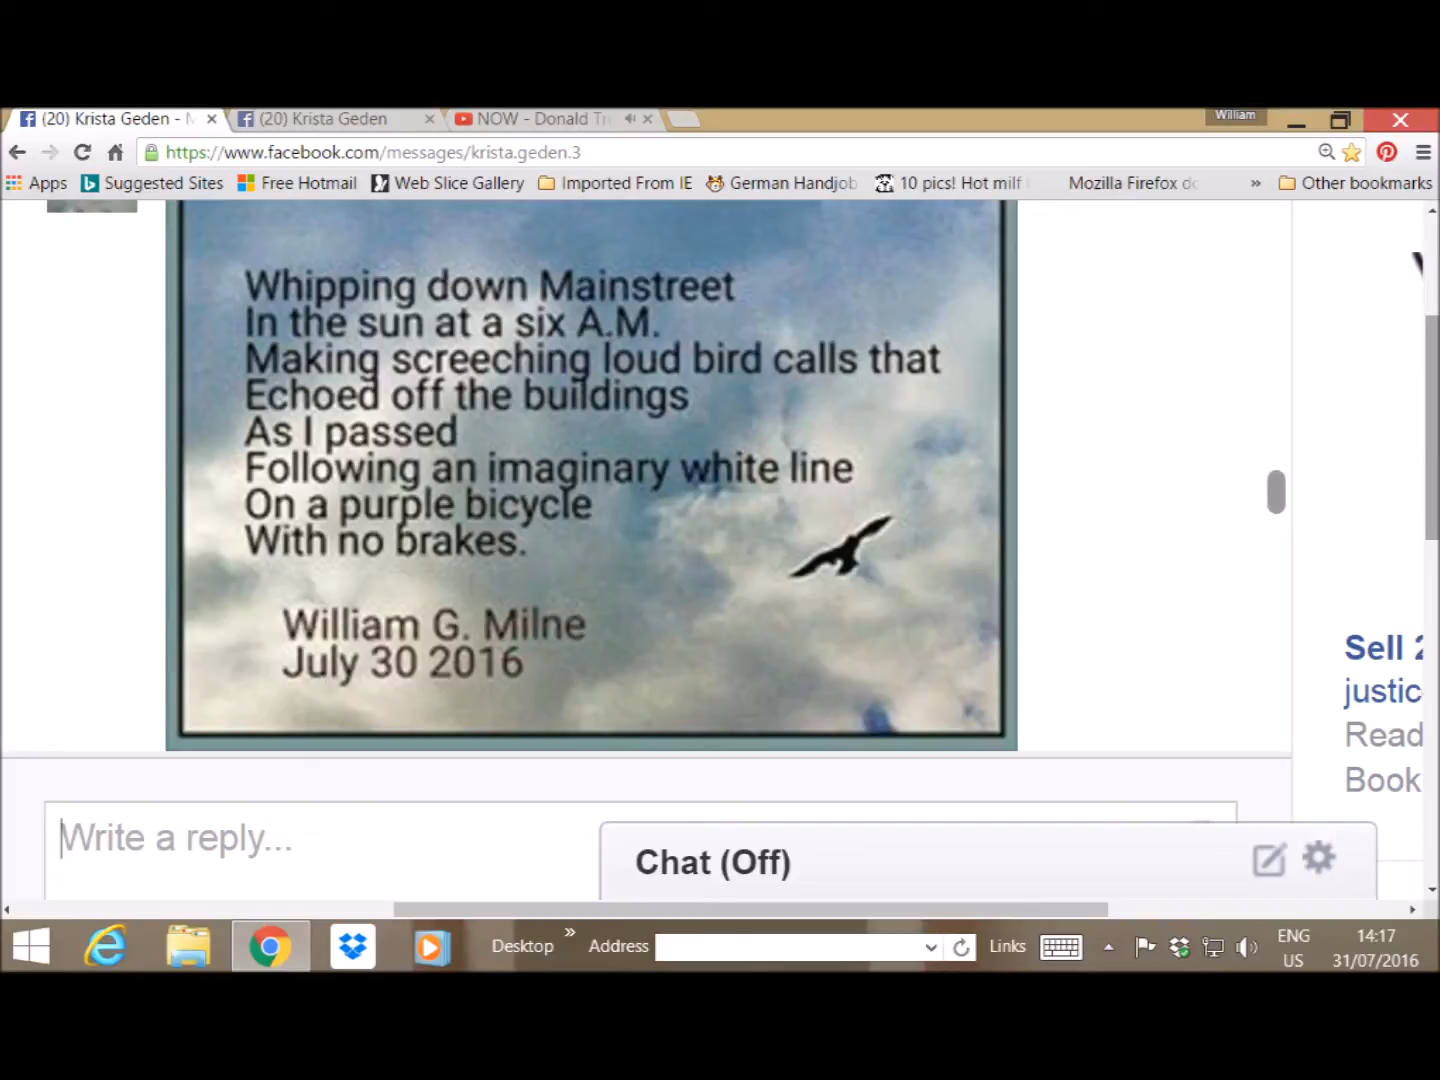 (20) Krista Geden -
(20) Krista Geden
NOW - Donald Tr
William
https://www.facebook.com/messages/krista.geden.3
Apps
Suggested Sites
Free Hotmail
Web Slice Gallery
Imported From IE
German Handjob
10 pics! Hot milf
Mozilla Firefox
»
Other bookmarks
Whipping down Mainstreet
In the sun at a six A.M.
Making screeching loud bird calls that
Echoed off the buildings
As I passed
Following an imaginary white line
On a purple bicycle
With no brakes.
William G. Milne
July 30 2016
Sell
justic
Read
Book
Write a reply...
Chat (Off)
Desktop
»
Address
Links
ENG
US
14:17
31/07/2016